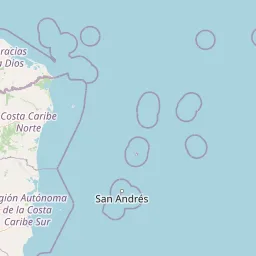 racias
Dios
Costa Caribe
Norte
San Andrés
gión Autónoma
de la Costa
Caribe Sur